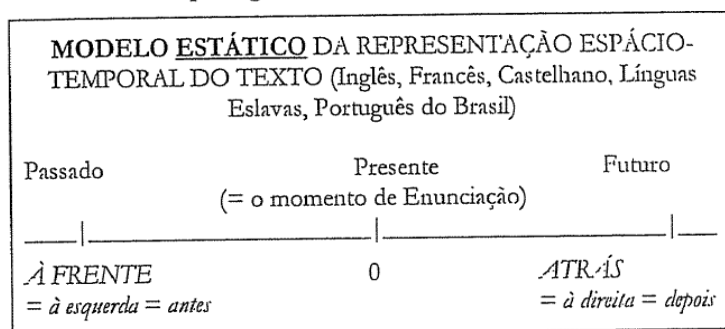 MODELO ESTÁTICO DA REPRESENTAÇÃO ESPÁCIO-
TEMPORAL DO TEXTO (Inglês, Francês, Castelhano, Línguas
Eslavas, Português do Brasil)
Passado Presente Futuro
(= o momento de Enunciação)
À FRENTE 0 ATRÁS
= à esquerda = antes = à direita = depois